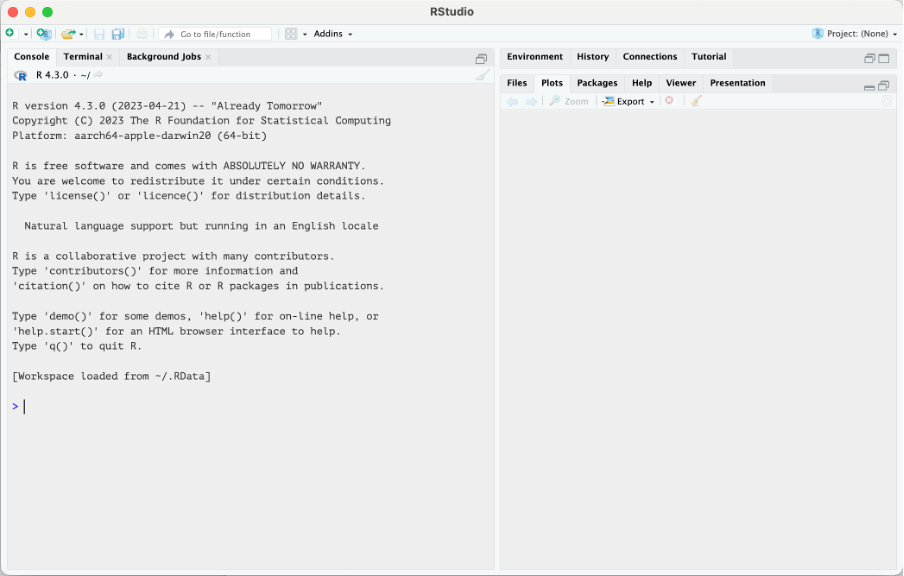 RStudio
Go to file/function
Addins
Project: (None)
Console Terminal Background Jobs
R 4.3.0 · ~/
R version 4.3.0 (2023-04-21) -- "Already Tomorrow"
Copyright (C) 2023 The R Foundation for Statistical Computing
Platform: aarch64-apple-darwin20 (64-bit)
R is free software and comes with ABSOLUTELY NO WARRANTY.
You are welcome to redistribute it under certain conditions.
Type 'license()' or 'licence()' for distribution details.
Natural language support but running in an English locale
R is a collaborative project with many contributors.
Type 'contributors()' for more information and
'citation()' on how to cite R or R packages in publications.
Type 'demo()' for some demos, 'help()' for on-line help, or
'help.start()' for an HTML browser interface to help.
Type 'q()' to quit R.
[Workspace loaded from ~/.RData]
>
Environment History Connections Tutorial
Files Plots Packages Help Viewer Presentation
Zoom Export